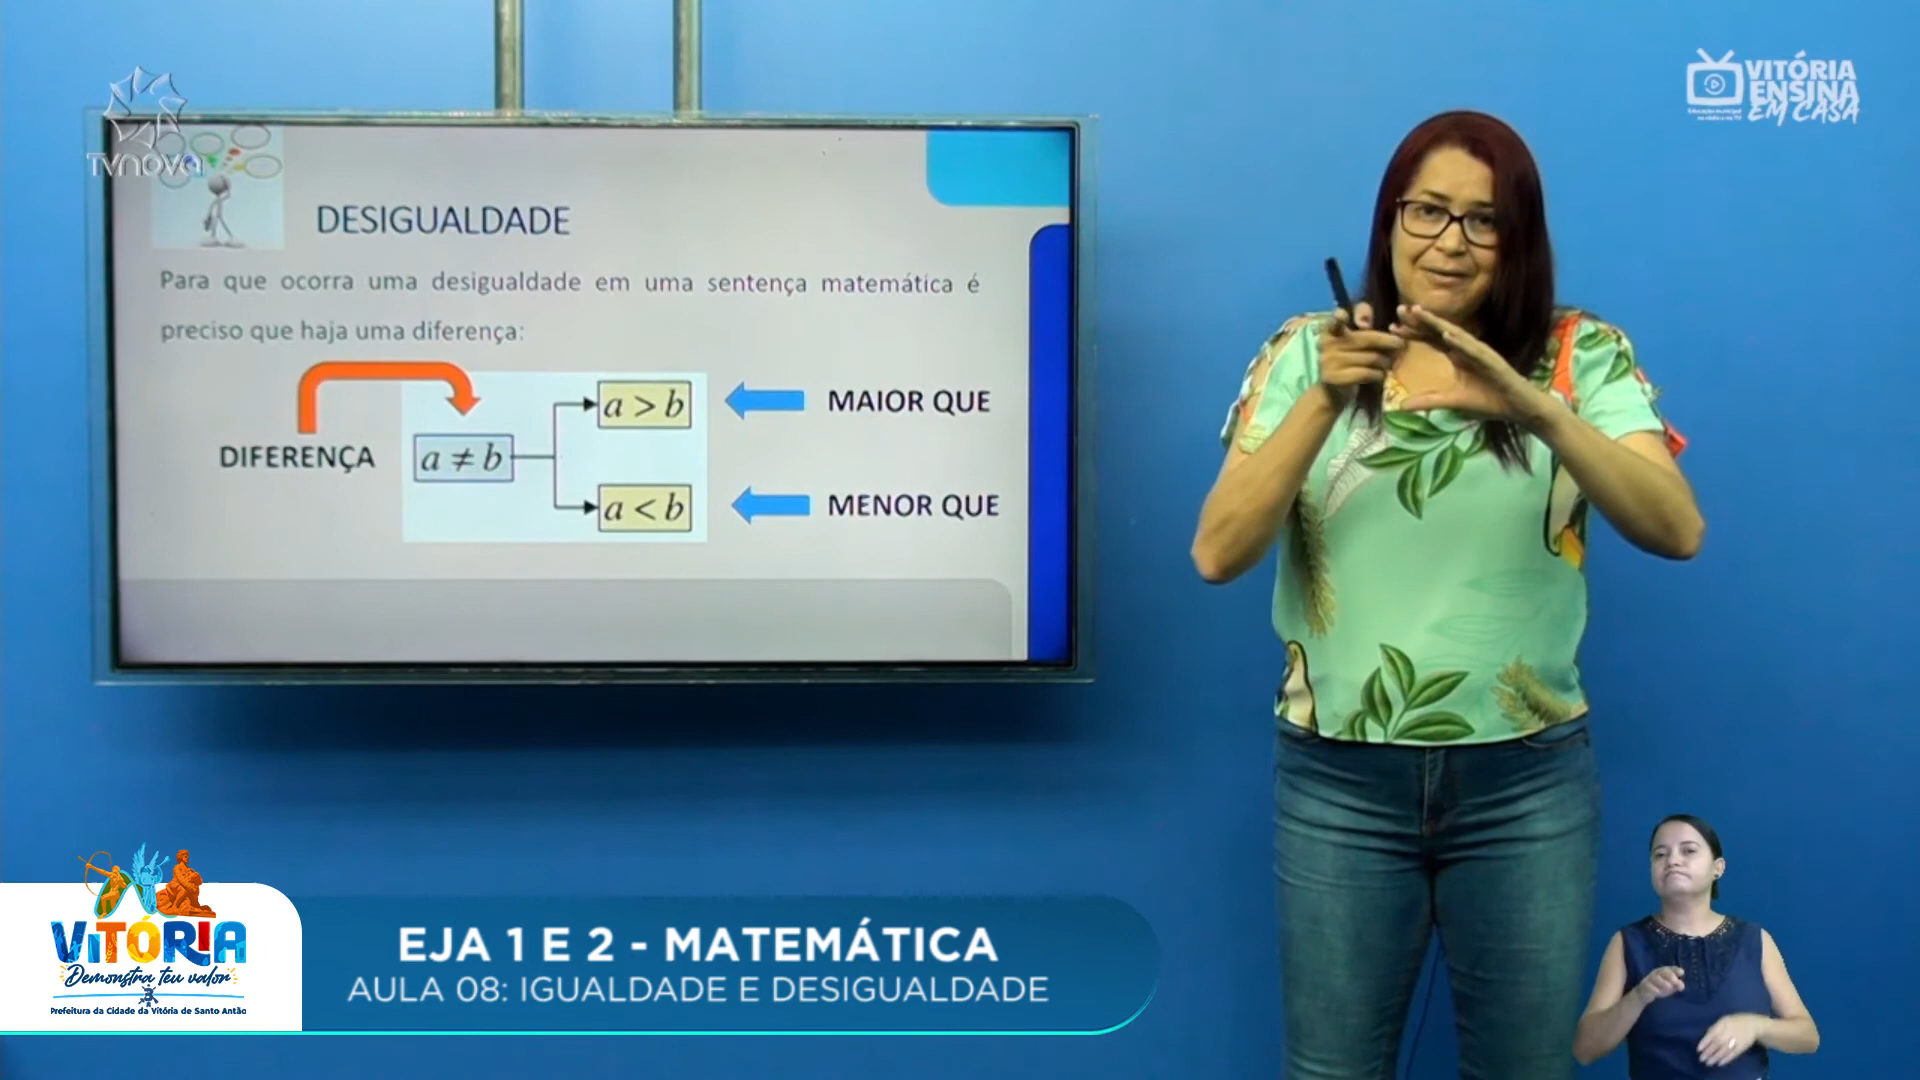 TVNOVA
VITÓRIA
ENSINA
EM CASA
DESIGUALDADE
Para que ocorra uma desigualdade em uma sentença matemática é
preciso que haja uma diferença:
DIFERENÇA
a ≠ b
a > b
MAIOR QUE
a < b
MENOR QUE
VITÓRIA
Demonstra teu valor
Prefeitura da Cidade da Vitória de Santo Antão
EJA 1 E 2 - MATEMÁTICA
AULA 08: IGUALDADE E DESIGUALDADE